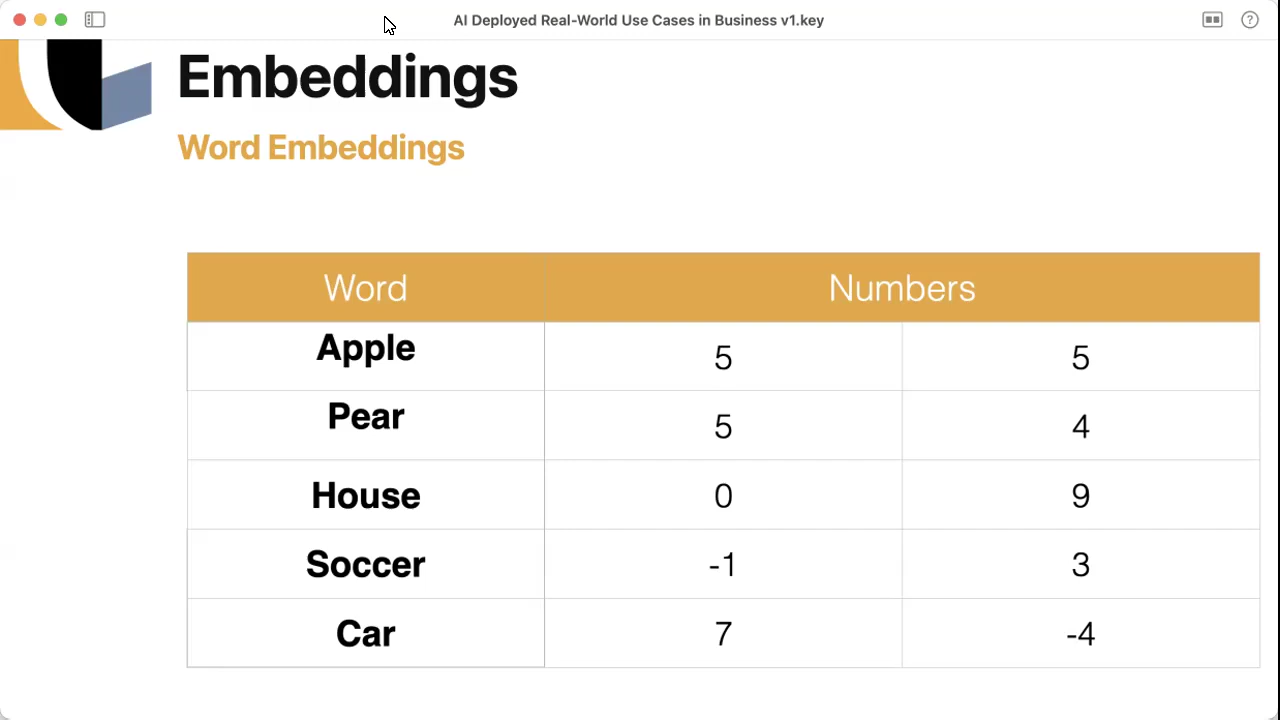 AI Deployed Real-World Use Cases in Business v1.key
?
Embeddings
Word Embeddings
Word Numbers
Apple 5 5
Pear 5 4
House 0 9
Soccer -1 3
Car 7 -4